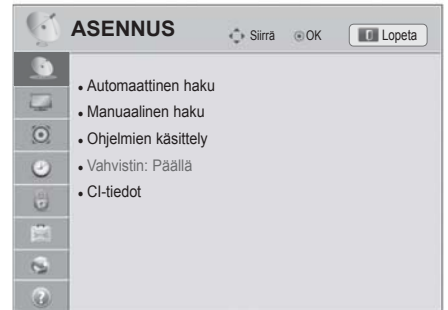 ASENNUS
Siirrä OK Lopeta
Automaattinen haku
Manuaalinen haku
Ohjelmien käsittely
Vahvistin: Päällä
CI-tiedot